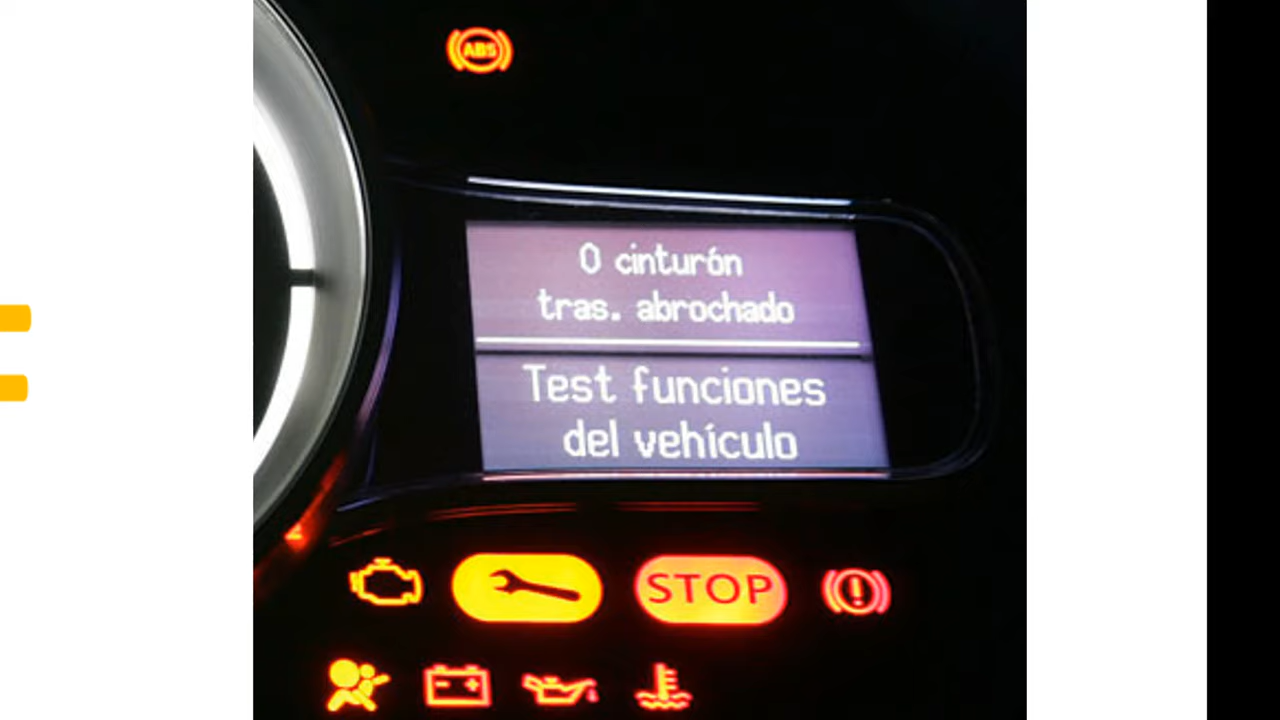 ABS
0 cinturón
tras. abrochado
Test funciones
del vehículo
STOP